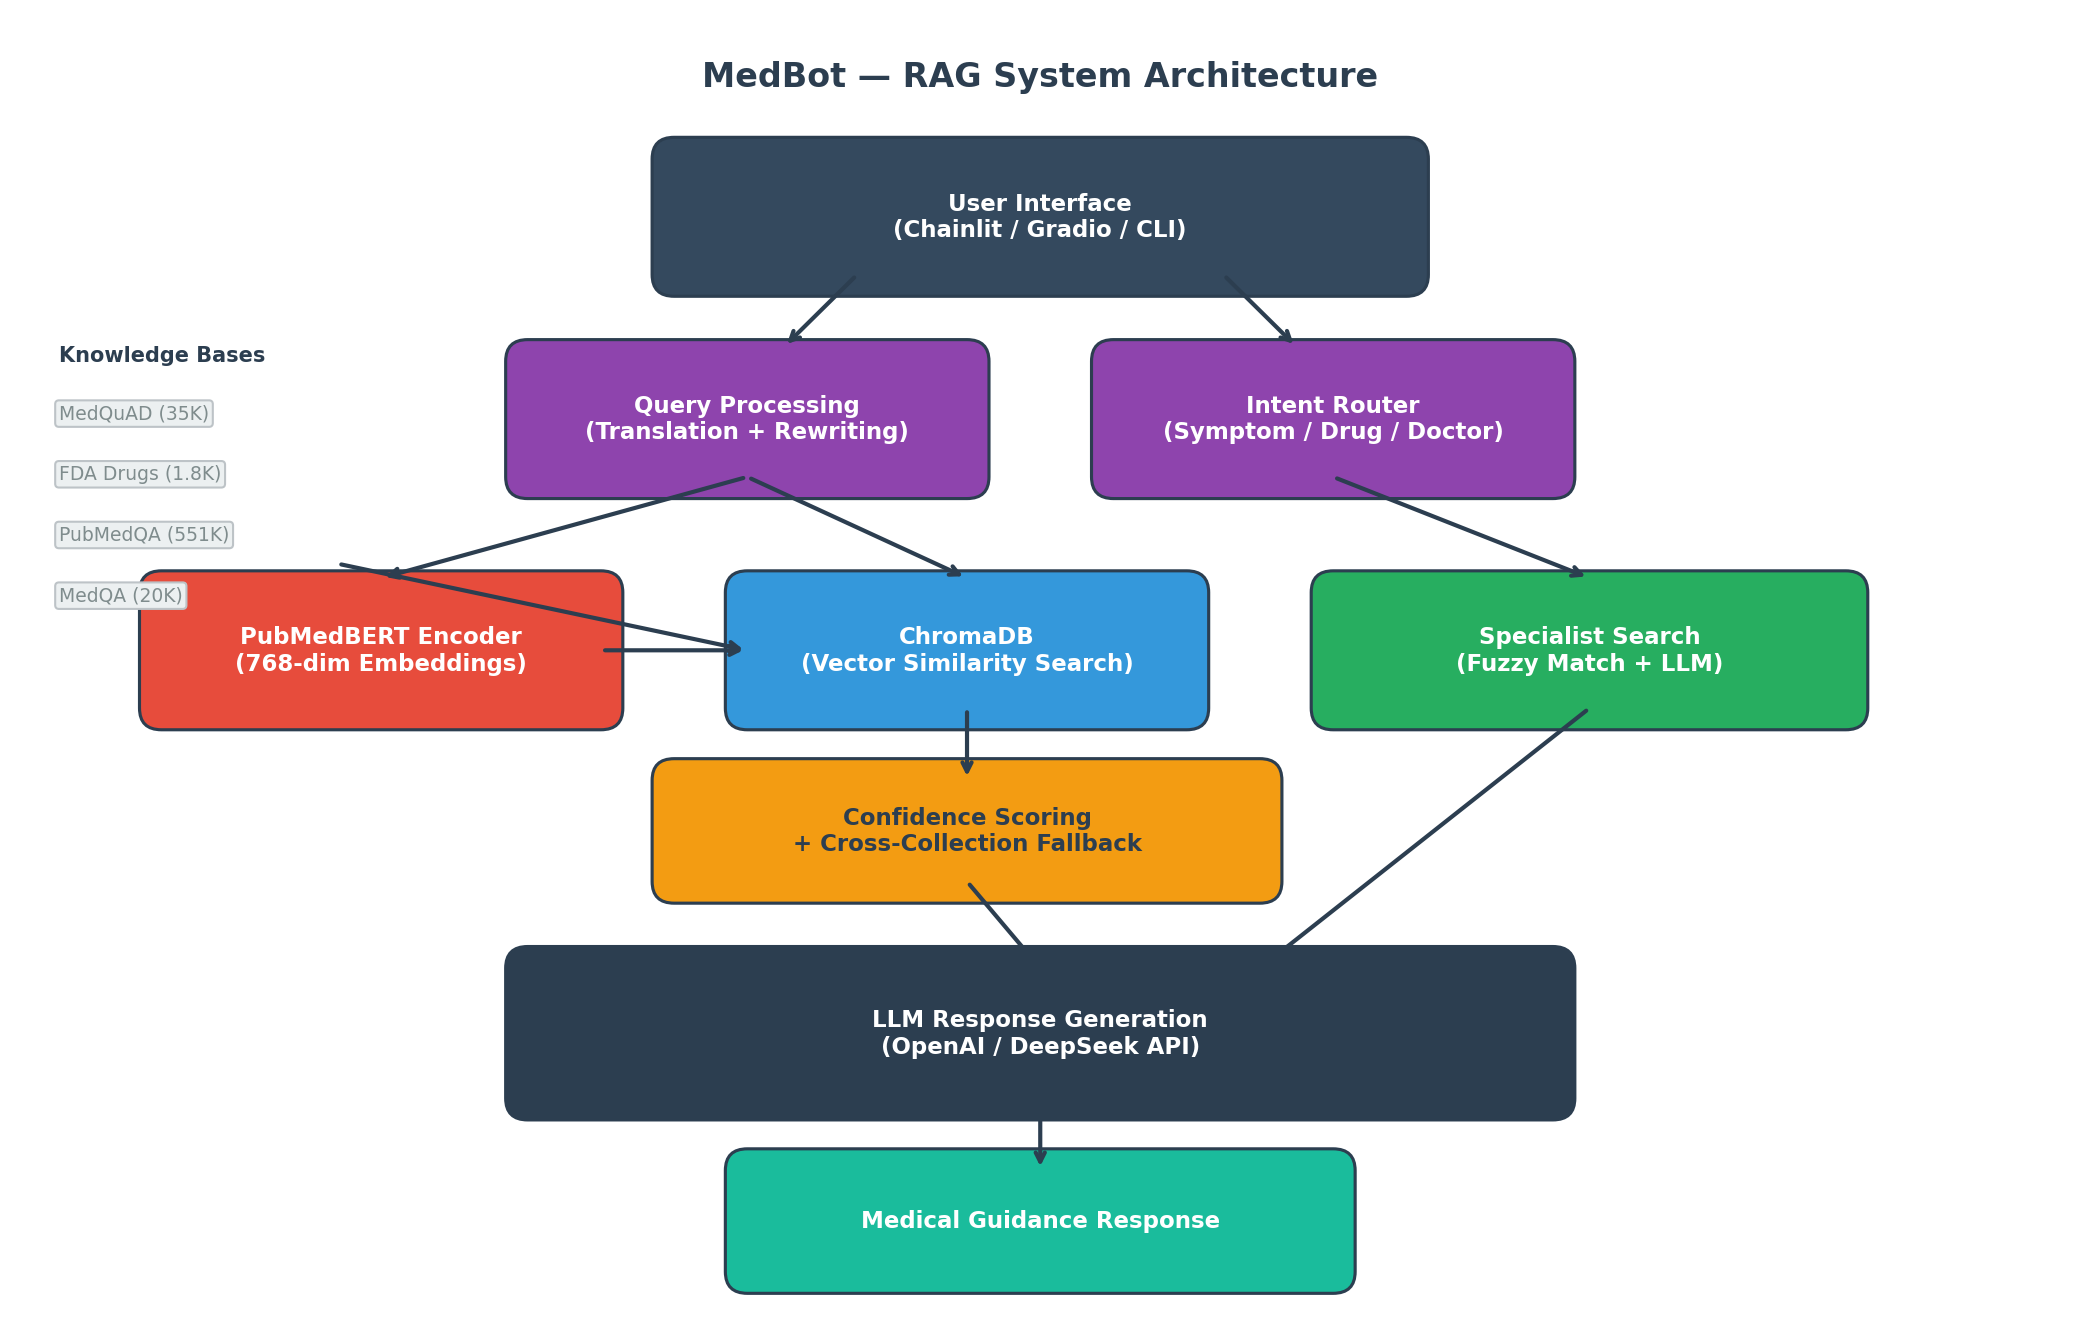 MedBot — RAG System Architecture
User Interface
(Chainlit / Gradio / CLI)
Knowledge Bases
MedQuAD (35K)
FDA Drugs (1.8K)
PubMedQA (551K)
MedQA (20K)
Query Processing
(Translation + Rewriting)
Intent Router
(Symptom / Drug / Doctor)
PubMedBERT Encoder
(768-dim Embeddings)
ChromaDB
(Vector Similarity Search)
Specialist Search
(Fuzzy Match + LLM)
Confidence Scoring
+ Cross-Collection Fallback
LLM Response Generation
(OpenAI / DeepSeek API)
Medical Guidance Response